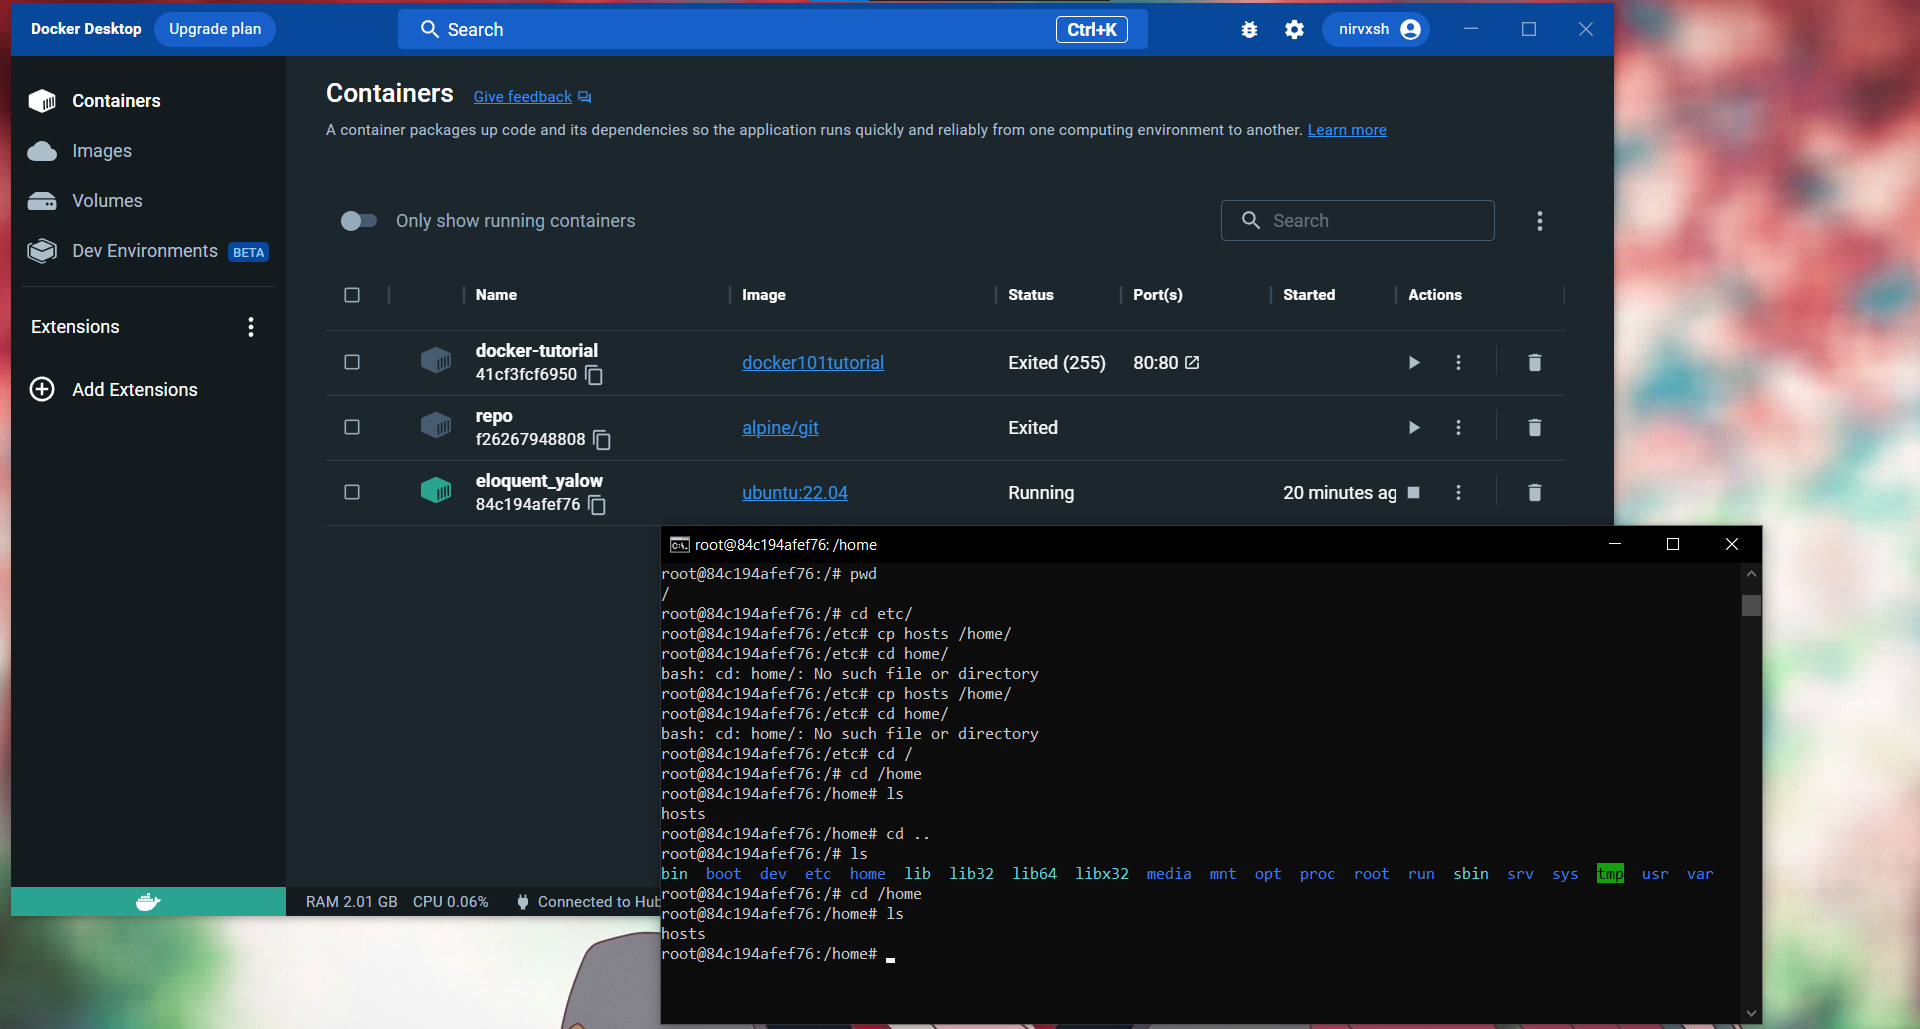 Docker Desktop
Upgrade plan
Search
Ctrl+K
nirvxsh
Containers
Images
Volumes
Dev Environments BETA
Extensions
Add Extensions
Containers
Give feedback
A container packages up code and its dependencies so the application runs quickly and reliably from one computing environment to another. Learn more
Only show running containers
Search
Name Image Status Port(s) Started Actions
docker-tutorial
41cf3fcf6950
docker101tutorial
Exited (255)
80:80
repo
f26267948808
alpine/git
Exited
eloquent_yalow
84c194afef76
ubuntu:22.04
Running
20 minutes ag
RAM 2.01 GB CPU 0.06% Connected to Hub
root@84c194afef76: /home
root@84c194afef76:/# pwd
/
root@84c194afef76:/# cd etc/
root@84c194afef76:/etc# cp hosts /home/
root@84c194afef76:/etc# cd home/
bash: cd: home/: No such file or directory
root@84c194afef76:/etc# cp hosts /home/
root@84c194afef76:/etc# cd home/
bash: cd: home/: No such file or directory
root@84c194afef76:/etc# cd /
root@84c194afef76:/# cd /home
root@84c194afef76:/home# ls
hosts
root@84c194afef76:/home# cd ..
root@84c194afef76:/# ls
bin boot dev etc home lib lib32 lib64 libx32 media mnt opt proc root run sbin srv sys tmp usr var
root@84c194afef76:/# cd /home
root@84c194afef76:/home# ls
hosts
root@84c194afef76:/home#